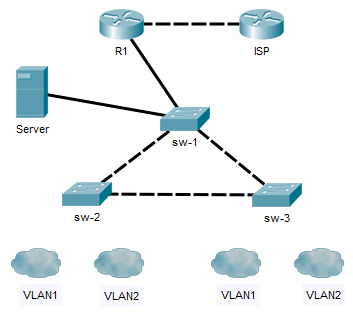 R1
ISP
Server
sw-1
sw-2
sw-3
VLAN1
VLAN2
VLAN1
VLAN2